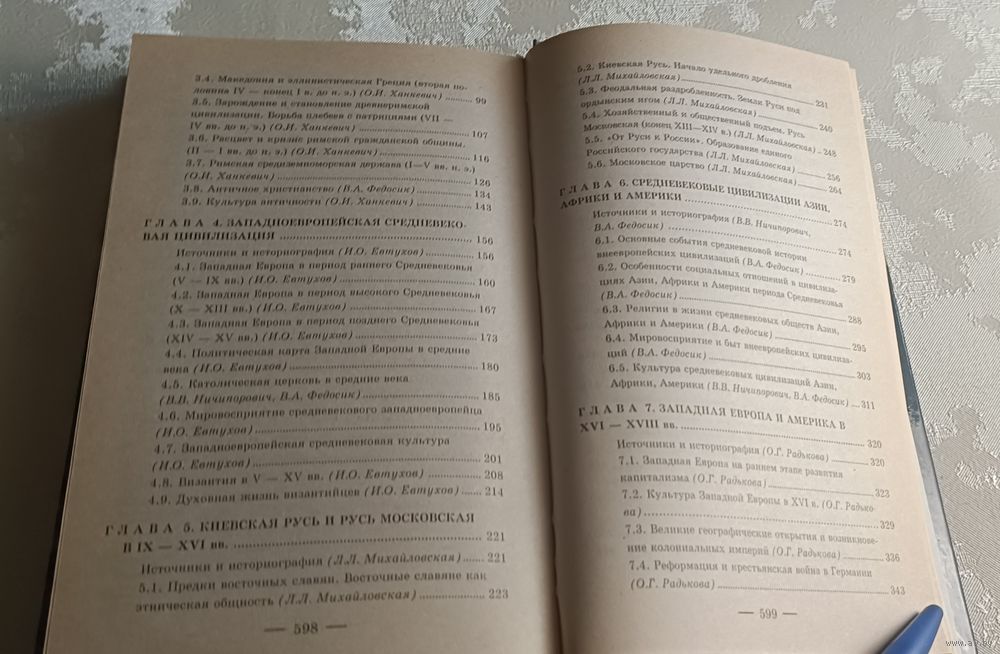 3.4. Македония и эллинистическая Греция (вторая по-
ловина IV — конец I в. до н. э.) (О.И. Ханкевич) .......... 99
3.5. Зарождение и становление древнеримской
цивилизации. Борьба плебеев с патрициями (VII —
IV вв. до н. э.) (О.И. Ханкевич) .......... 107
3.6. Расцвет и кризис римской гражданской общины.
(II — I вв. до н. э.) (О.И. Ханкевич) .......... 116
3.7. Римская средиземноморская держава (I—V вв. н. э.)
(О.И. Ханкевич) .......... 126
3.8. Античное христианство (В.А. Федосик) .......... 134
3.9. Культура античности (О.И. Ханкевич) .......... 143
ГЛАВА 4. ЗАПАДНОЕВРОПЕЙСКАЯ СРЕДНЕВЕКО-
ВАЯ ЦИВИЛИЗАЦИЯ .......... 156
Источники и историография (И.О. Евтухов) .......... 156
4.1. Западная Европа в период раннего Средневековья
(V — IX вв.) (И.О. Евтухов) .......... 160
4.2. Западная Европа в период высокого Средневековья
(X — XIII вв.) (И.О. Евтухов) .......... 167
4.3. Западная Европа в период позднего Средневековья
(XIV — XV вв.) (И.О. Евтухов) .......... 173
4.4. Политическая карта Западной Европы в средние
века (И.О. Евтухов) .......... 180
4.5. Католическая церковь в средние века
(В.В. Ничипорович, В.А. Федосик) .......... 185
4.6. Мировосприятие средневекового западноевропейца
(И.О. Евтухов) .......... 195
4.7. Западноевропейская средневековая культура
(И.О. Евтухов) .......... 201
4.8. Византия в V — XV вв. (И.О. Евтухов) .......... 208
4.9. Духовная жизнь византийцев (И.О. Евтухов) ...... 214
ГЛАВА 5. КИЕВСКАЯ РУСЬ И РУСЬ МОСКОВСКАЯ
В IX — XVI вв. .......... 221
Источники и историография (Л.Л. Михайловская) ...... 221
5.1. Предки восточных славян. Восточные славяне как
этническая общность (Л.Л. Михайловская) .......... 223
— 598 —
5.2. Киевская Русь. Начало удельного дробления
(Л.Л. Михайловская) .......... 231
5.3. Феодальная раздробленность. Земли Руси под
ордынским игом (Л.Л. Михайловская) .......... 240
5.4. Хозяйственный и общественный подъем. Русь
Московская (конец XIII—XIV в.) (Л.Л. Михайловская) .. 248
5.5. «От Руси к России». Образование единого
Российского государства (Л.Л. Михайловская) .......... 256
5.6. Московское царство (Л.Л. Михайловская) .......... 264
ГЛАВА 6. СРЕДНЕВЕКОВЫЕ ЦИВИЛИЗАЦИИ АЗИИ,
АФРИКИ И АМЕРИКИ .......... 274
Источники и историография (В.В. Ничипорович,
В.А. Федосик) .......... 274
6.1. Основные события средневековой истории
внеевропейских цивилизаций (В.А. Федосик) .......... 279
6.2. Особенности социальных отношений в цивилиза-
циях Азии, Африки и Америки периода Средневековья
(В.А. Федосик) .......... 288
6.3. Религии в жизни средневековых обществ Азии,
Африки и Америки (В.А. Федосик) .......... 295
6.4. Мировосприятие и быт внеевропейских цивилиза-
ций (В.А. Федосик) .......... 303
6.5. Культура средневековых цивилизаций Азии,
Африки, Америки (В.В. Ничипорович, В.А. Федосик) ... 311
ГЛАВА 7. ЗАПАДНАЯ ЕВРОПА И АМЕРИКА В
XVI — XVIII вв. .......... 320
Источники и историография (О.Г. Радькова) .......... 320
7.1. Западная Европа на раннем этапе развития
капитализма (О.Г. Радькова) .......... 323
7.2. Культура Западной Европы в XVI в. (О.Г. Радько-
ва) .......... 329
7.3. Великие географические открытия и возникнове-
ние колониальных империй (О.Г. Радькова) .......... 336
7.4. Реформация и крестьянская война в Германии
(О.Г. Радькова) .......... 343
— 599 —